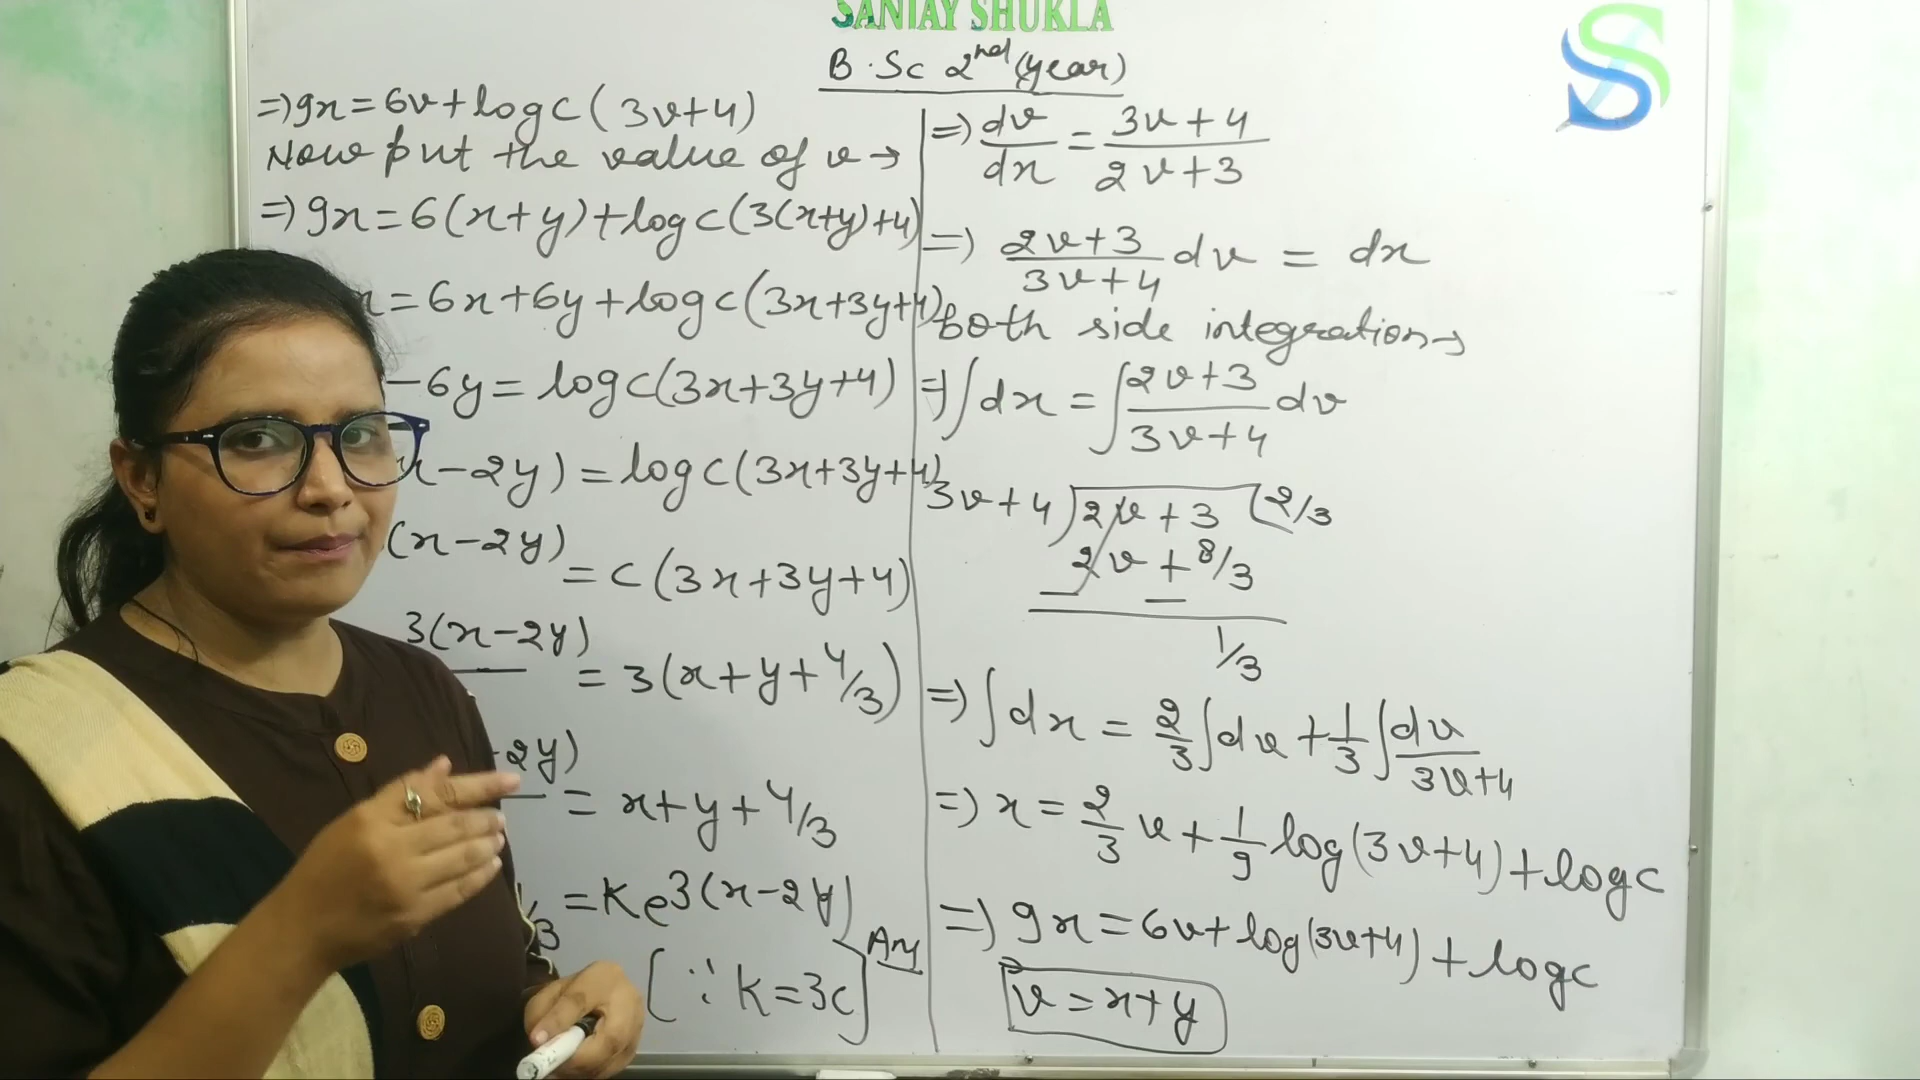 SANJAY SHUKLA
B.Sc 2nd (year)
⇒ 9x = 6v + log c (3v+4)
Now put the value of v →
⇒ 9x = 6(x+y) + log c (3(x+y)+4)
x = 6x + 6y + log c (3x+3y+4)
- 6y = log c (3x+3y+4)
x - 2y) = log c (3x+3y+4)
(x-2y) = c (3x+3y+4)
3(x-2y) = 3(x+y+4/3)
-2y) = x+y+4/3
/3 = Ke^3(x-2y)
[∵ K=3c] Ans
⇒ dv/dx = (3v+4)/(2v+3)
⇒ (2v+3)/(3v+4) dv = dx
both side integration →
⇒ ∫dx = ∫(2v+3)/(3v+4) dv
3v+4) 2v+3 (2/3
2v + 8/3
— —
1/3
⇒ ∫dx = 2/3 ∫dv + 1/3 ∫dv/(3v+4)
⇒ x = 2/3 v + 1/9 log(3v+4) + log c
⇒ 9x = 6v + log(3v+4) + log c
v = x+y